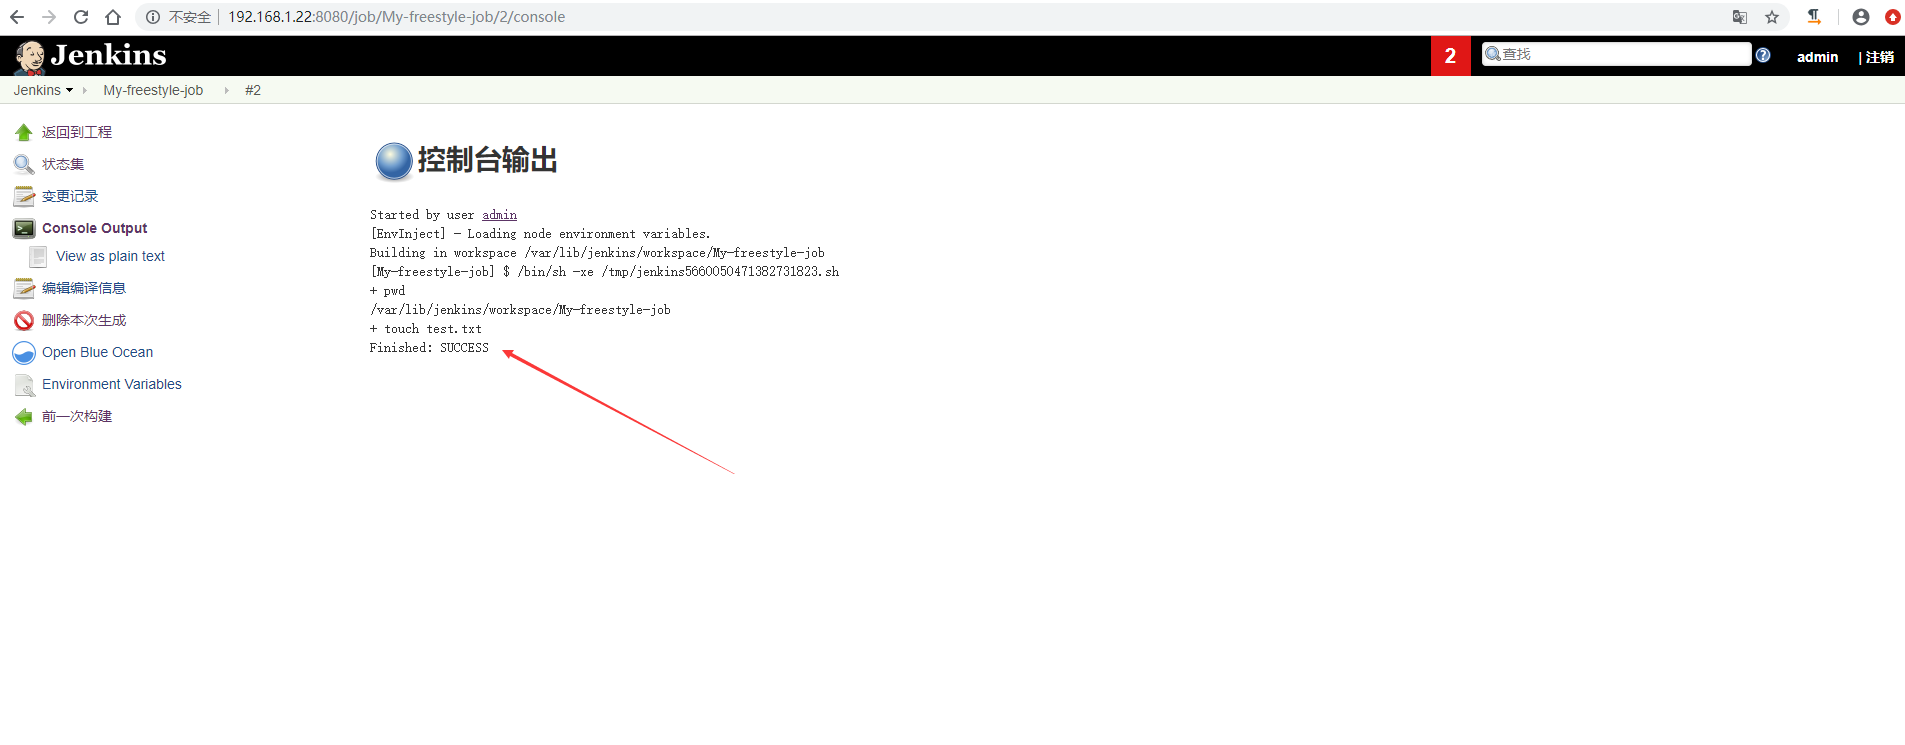 不安全 192.168.1.22:8080/job/My-freestyle-job/2/console
Jenkins 2 查找 admin | 注销
Jenkins My-freestyle-job #2
返回到工程
状态集
变更记录
Console Output
View as plain text
编辑编译信息
删除本次生成
Open Blue Ocean
Environment Variables
前一次构建
控制台输出
Started by user admin
[EnvInject] - Loading node environment variables.
Building in workspace /var/lib/jenkins/workspace/My-freestyle-job
[My-freestyle-job] $ /bin/sh -xe /tmp/jenkins5660050471382731823.sh
+ pwd
/var/lib/jenkins/workspace/My-freestyle-job
+ touch test.txt
Finished: SUCCESS